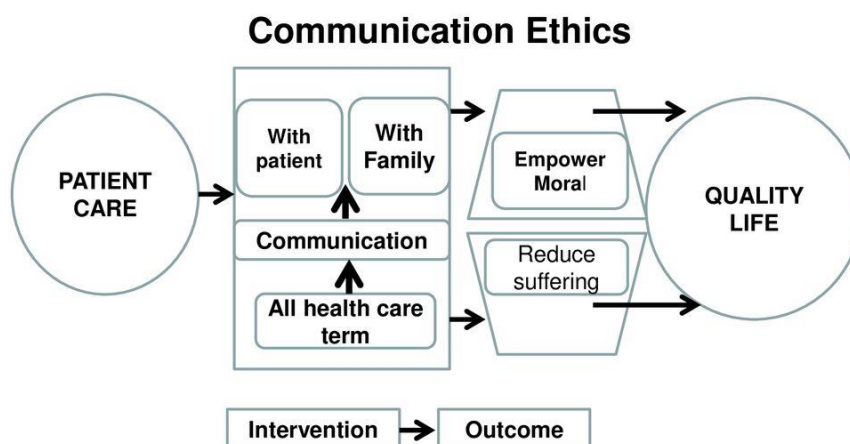 Communication Ethics
PATIENT
CARE
With
patient
With
Family
Communication
All health care
term
Empower
Moral
Reduce
suffering
QUALITY
LIFE
Intervention
Outcome